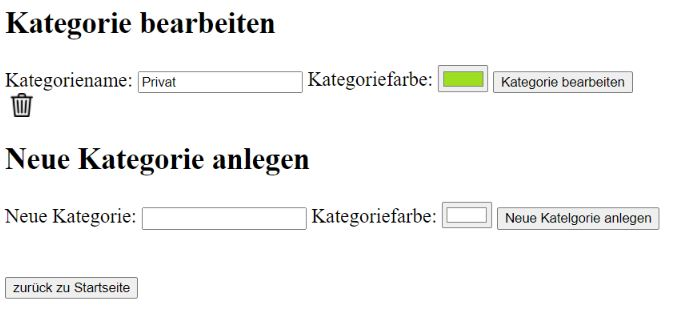 Kategorie bearbeiten
Kategoriename: Privat Kategoriefarbe: Kategorie bearbeiten
Neue Kategorie anlegen
Neue Kategorie: Kategoriefarbe: Neue Katelgorie anlegen
zurück zu Startseite